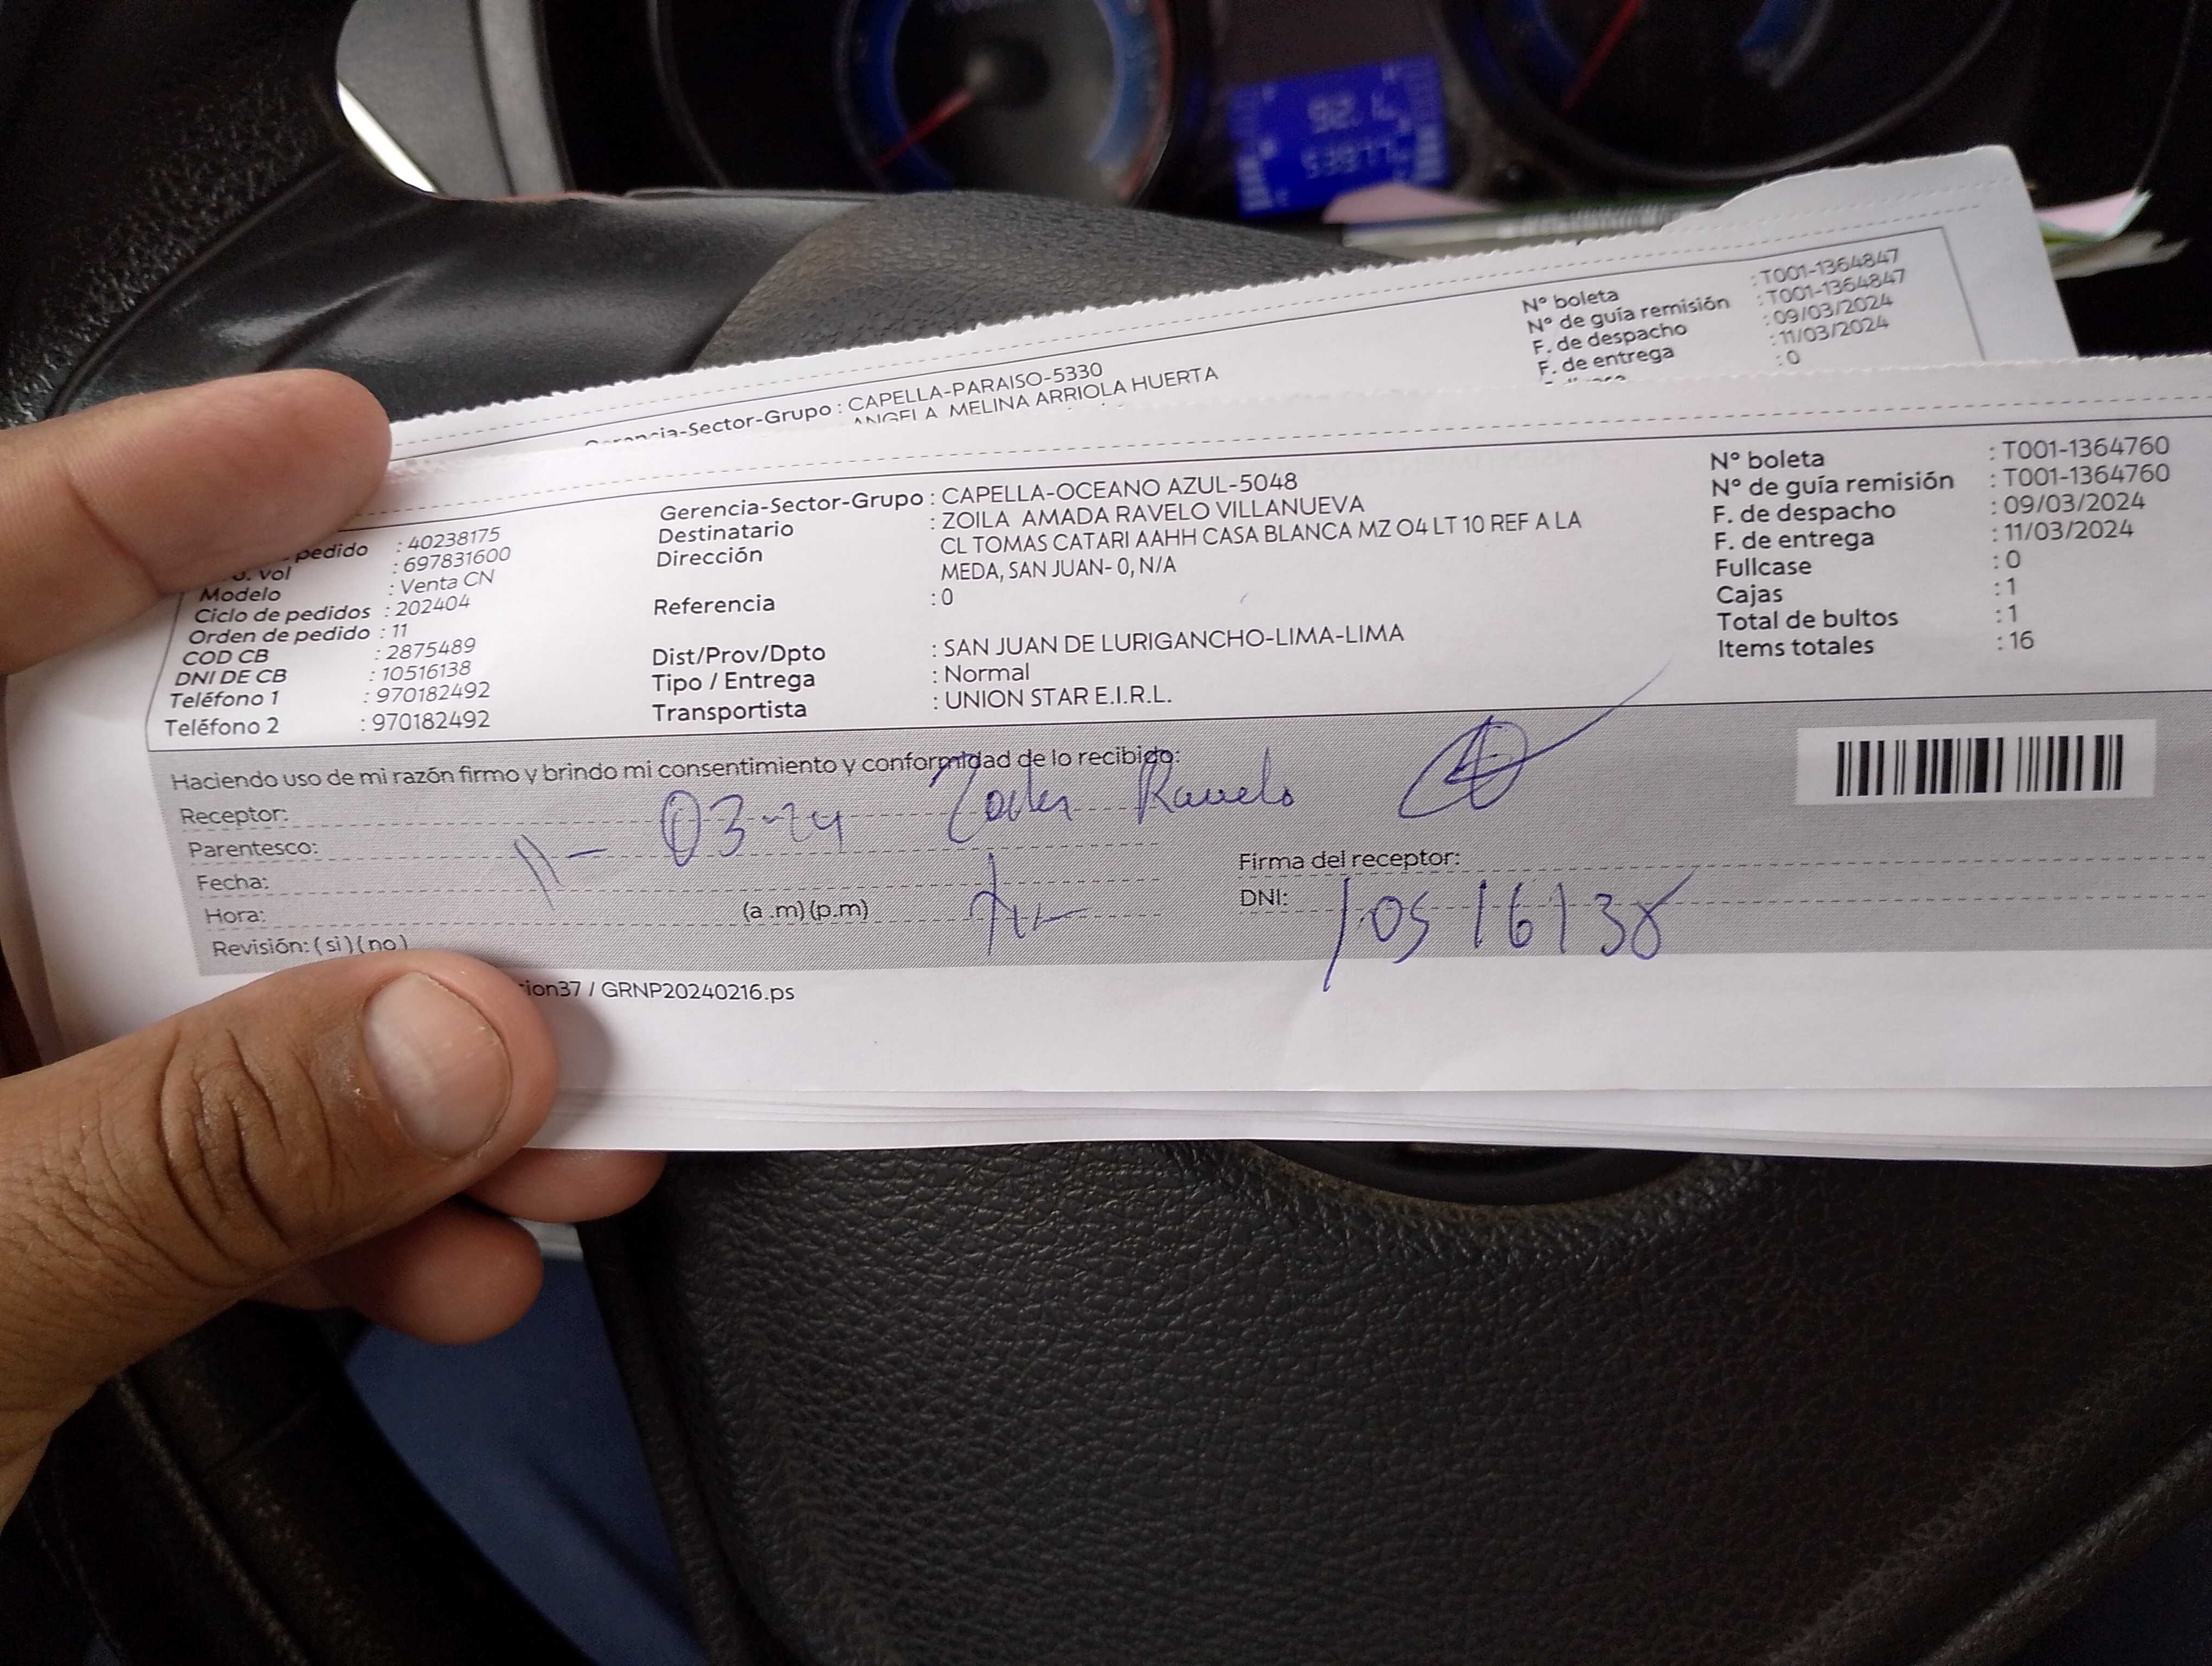 Nº boleta : T001-1364847
Nº de guía remisión : T001-1364847
F. de despacho : 09/03/2024
F. de entrega : 11/03/2024
: 0
Gerencia-Sector-Grupo : CAPELLA-PARAISO-5330
ANGELA MELINA ARRIOLA HUERTA
pedido : 40238175
vol : 697831600
Modelo : Venta CN
Ciclo de pedidos : 202404
Orden de pedido : 11
COD CB : 2875489
DNI DE CB : 10516138
Teléfono 1 : 970182492
Teléfono 2 : 970182492
Gerencia-Sector-Grupo : CAPELLA-OCEANO AZUL-5048
Destinatario : ZOILA AMADA RAVELO VILLANUEVA
Dirección CL TOMAS CATARI AAHH CASA BLANCA MZ O4 LT 10 REF A LA
MEDA, SAN JUAN- 0, N/A
Referencia : 0
Dist/Prov/Dpto : SAN JUAN DE LURIGANCHO-LIMA-LIMA
Tipo / Entrega : Normal
Transportista : UNION STAR E.I.R.L.
Nº boleta : T001-1364760
Nº de guía remisión : T001-1364760
F. de despacho : 09/03/2024
F. de entrega : 11/03/2024
Fullcase : 0
Cajas : 1
Total de bultos : 1
Items totales : 16
Haciendo uso de mi razón firmo y brindo mi consentimiento y conformidad de lo recibido:
Receptor: Ravelo
Parentesco:
Fecha: 11-03-24
Hora: (a .m)(p.m)
Revisión: ( si )( no )
Firma del receptor:
DNI: 10516138
ion37 / GRNP20240216.ps